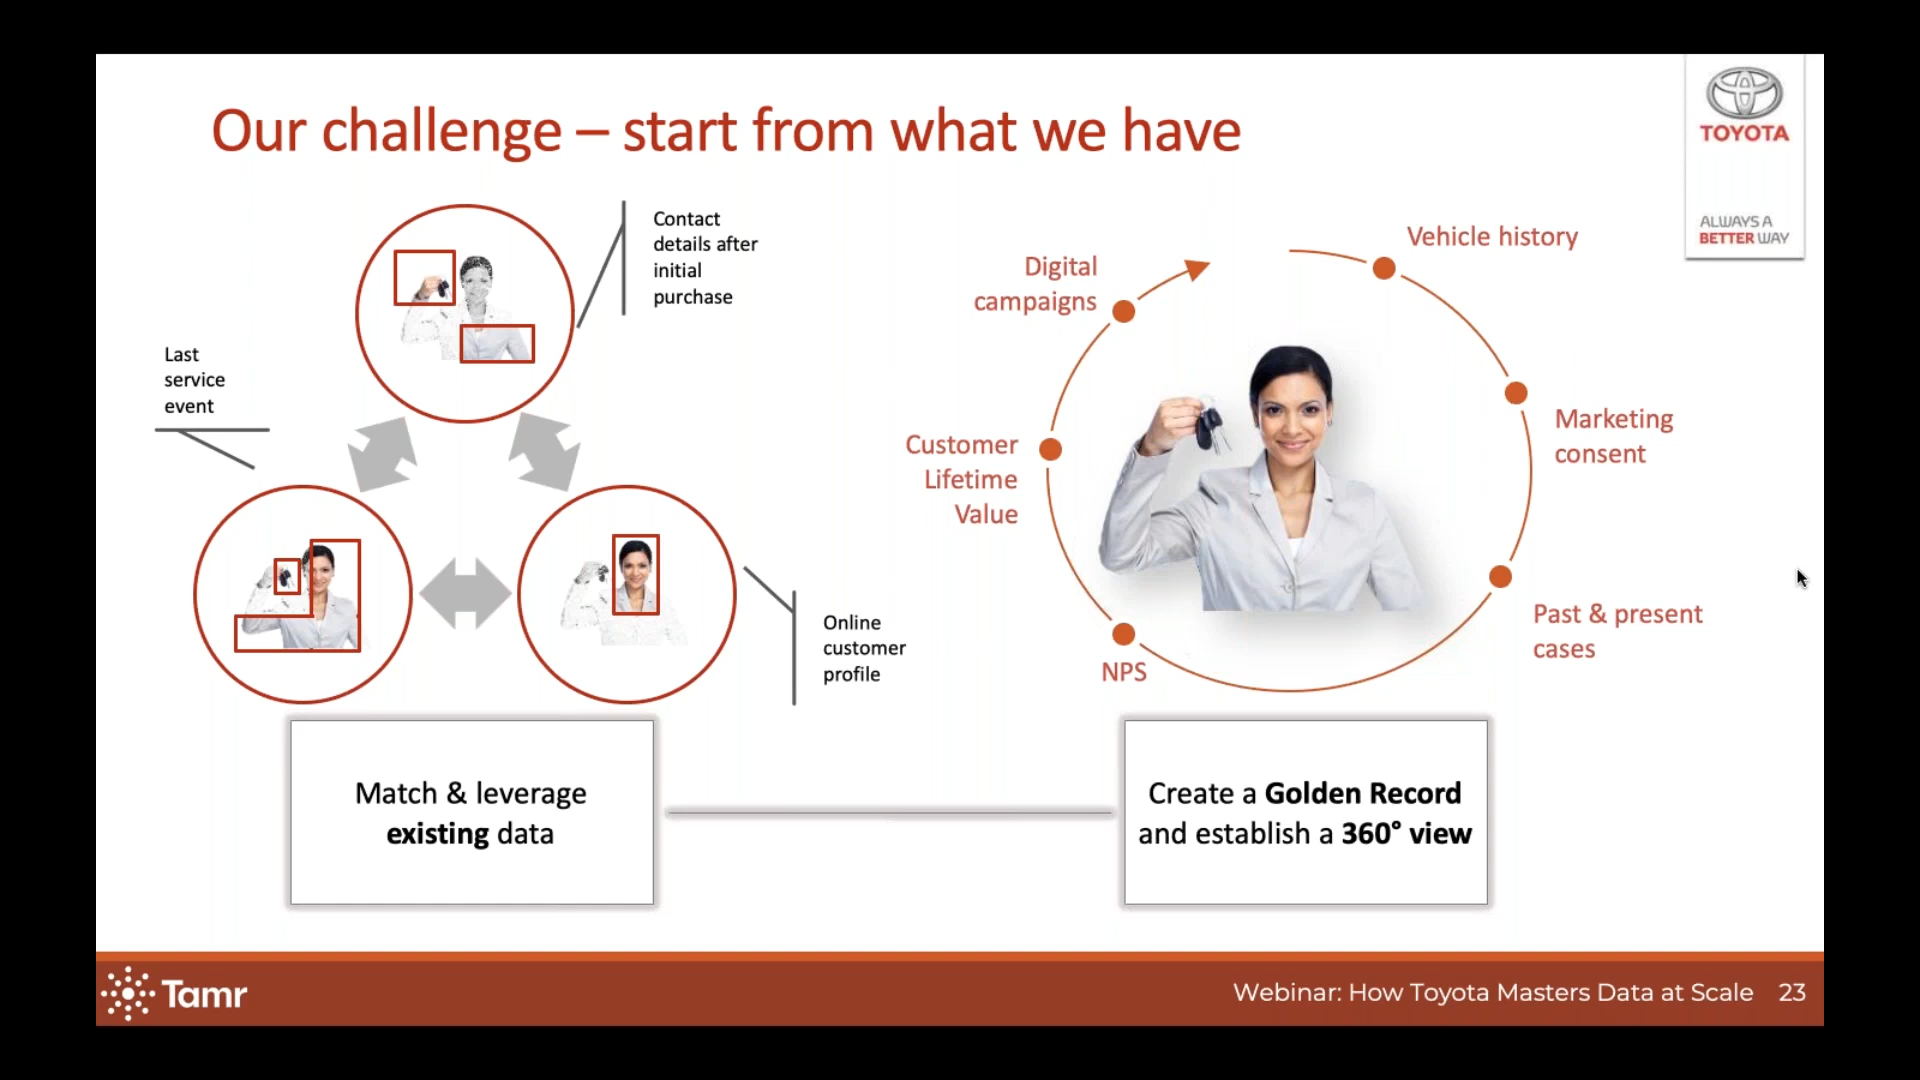 Our challenge – start from what we have
TOYOTA
ALWAYS A
BETTER WAY
Contact
details after
initial
purchase
Last
service
event
Online
customer
profile
Vehicle history
Digital
campaigns
Marketing
consent
Customer
Lifetime
Value
Past & present
cases
NPS
Match & leverage
existing data
Create a Golden Record
and establish a 360° view
Tamr
Webinar: How Toyota Masters Data at Scale 23